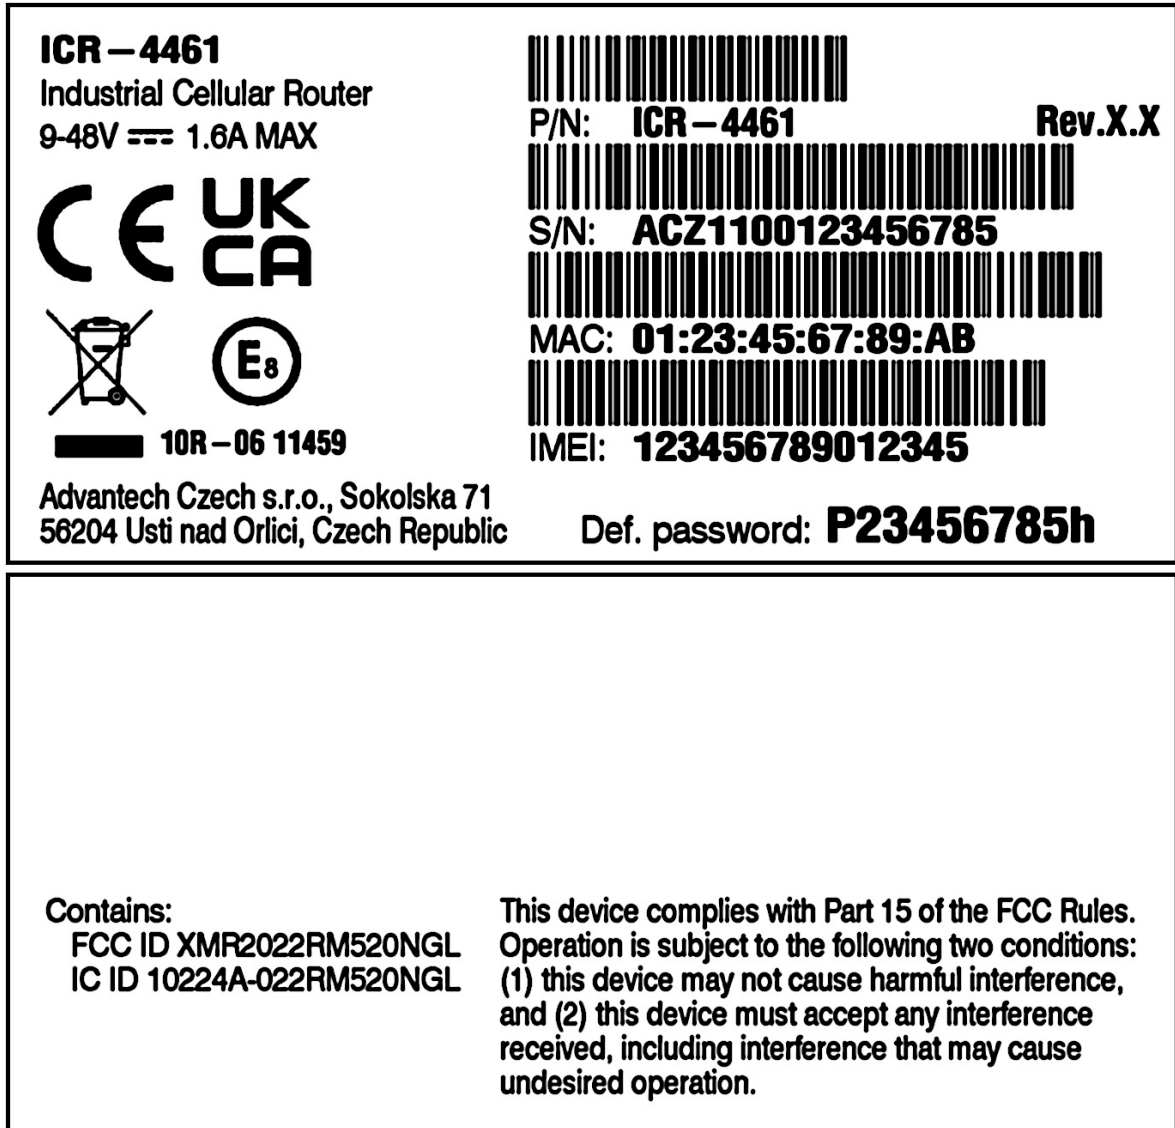 ICR-4461
Industrial Cellular Router
9-48V 1.6A MAX
CE UK
CA
E8
10R-06 11459
Advantech Czech s.r.o., Sokolska 71
56204 Usti nad Orlici, Czech Republic
P/N: ICR-4461 Rev.X.X
S/N: ACZ1100123456785
MAC: 01:23:45:67:89:AB
IMEI: 123456789012345
Def. password: P23456785h
Contains:
FCC ID XMR2022RM520NGL
IC ID 10224A-022RM520NGL
This device complies with Part 15 of the FCC Rules.
Operation is subject to the following two conditions:
(1) this device may not cause harmful interference,
and (2) this device must accept any interference
received, including interference that may cause
undesired operation.